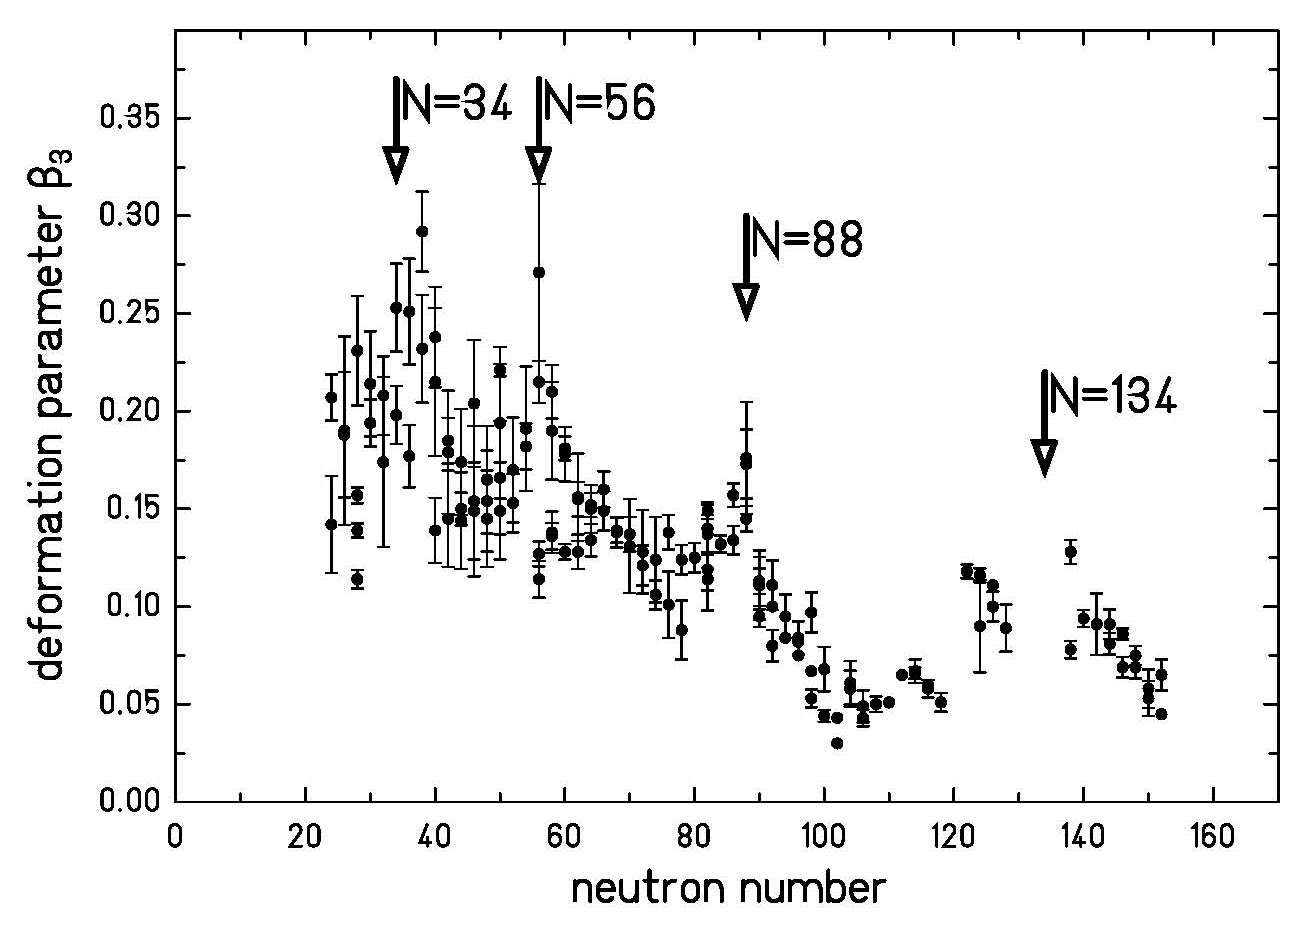 N=34
N=56
N=88
N=134
deformation parameter β₃
0.35
0.30
0.25
0.20
0.15
0.10
0.05
0.00
0 20 40 60 80 100 120 140 160
neutron number